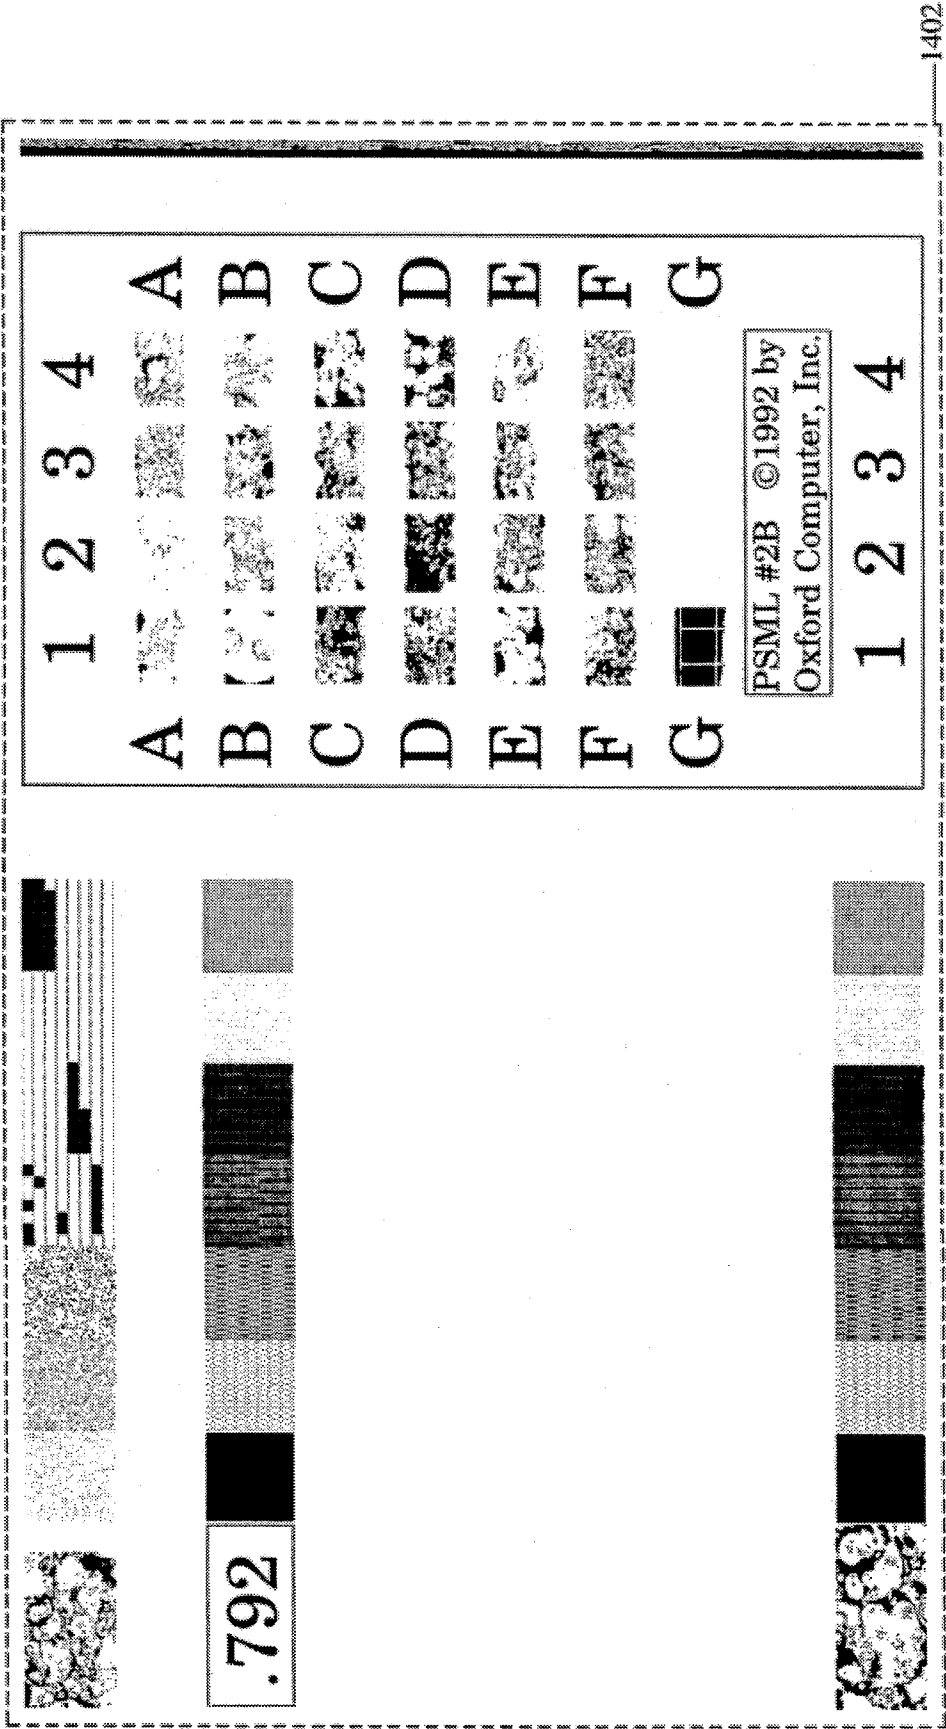 1402
1 2 3 4
A A
B B
C C
D D
E E
F F
G G
PSML #2B ©1992 by
Oxford Computer, Inc.
1 2 3 4
.792